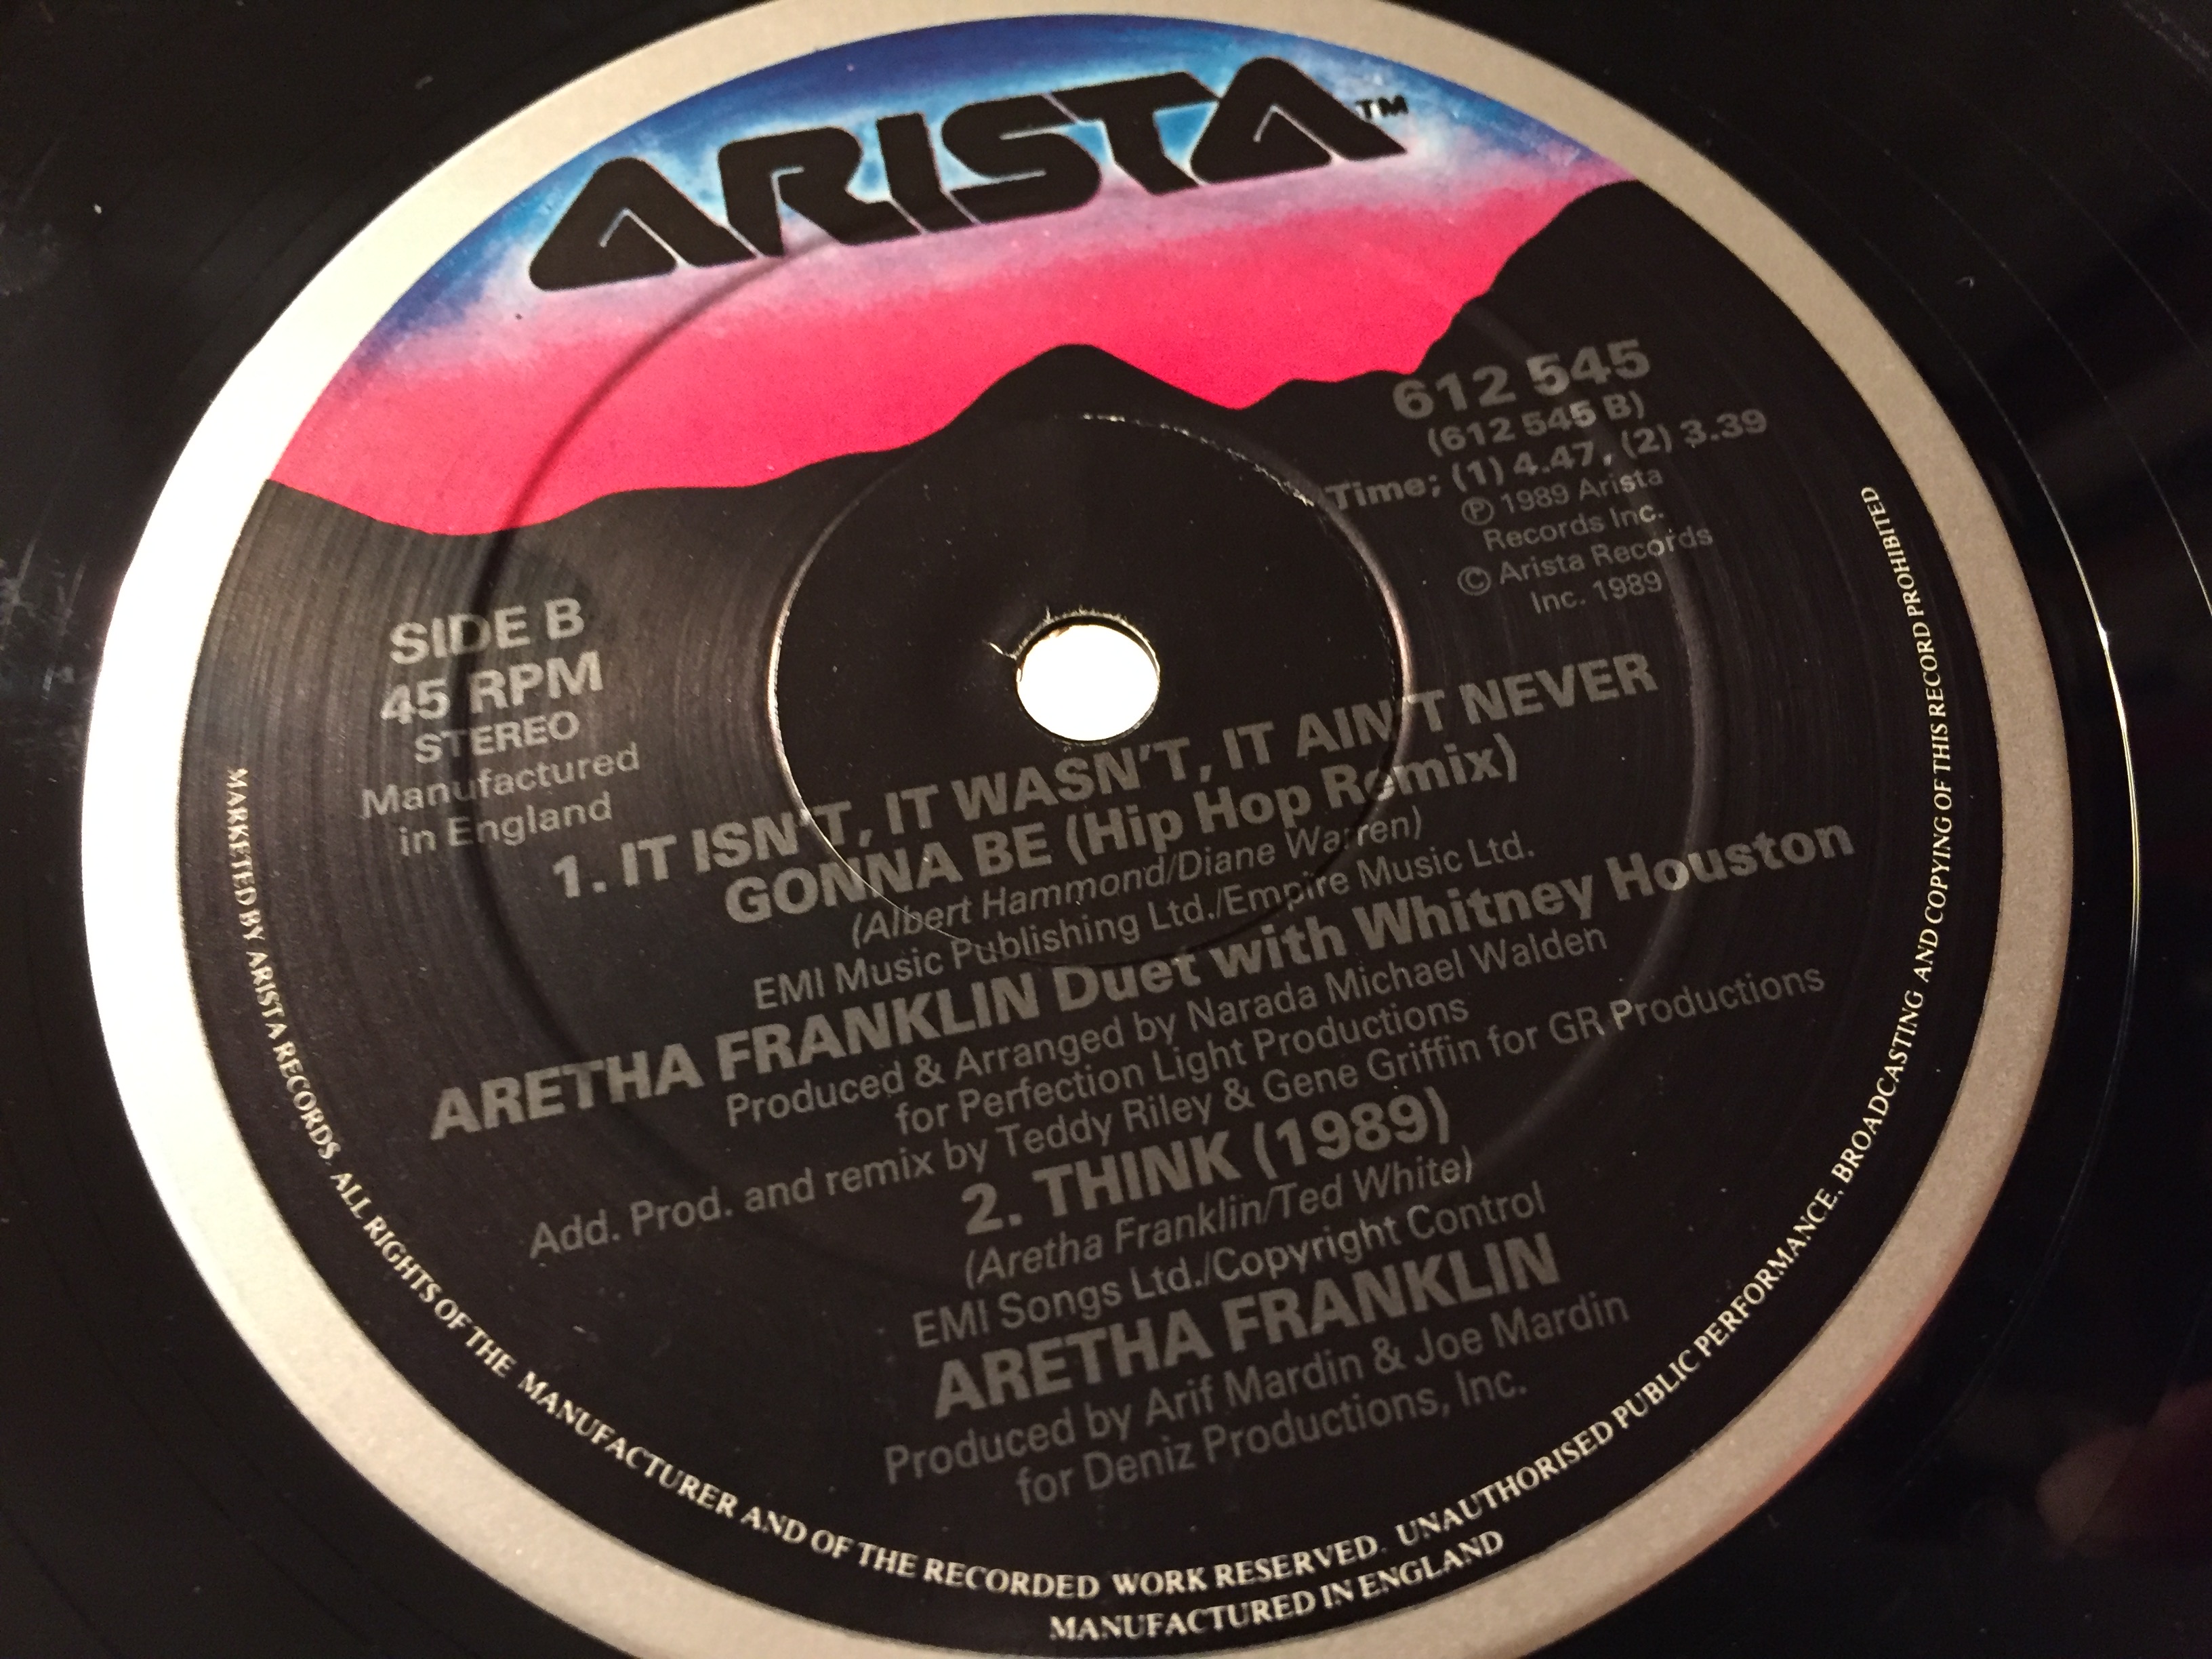 ARISTA™
612 545
(612 545 B)
Time; (1) 4.47, (2) 3.39
Ⓟ 1989 Arista
Records Inc.
© Arista Records
Inc. 1989
SIDE B
45 RPM
STEREO
Manufactured
in England
1. IT ISN'T, IT WASN'T, IT AIN'T NEVER
GONNA BE (Hip Hop Remix)
(Albert Hammond/Diane Warren)
EMI Music Publishing Ltd./Empire Music Ltd.
ARETHA FRANKLIN Duet with Whitney Houston
Produced & Arranged by Narada Michael Walden
for Perfection Light Productions
Add. Prod. and remix by Teddy Riley & Gene Griffin for GR Productions
2. THINK (1989)
(Aretha Franklin/Ted White)
EMI Songs Ltd./Copyright Control
ARETHA FRANKLIN
Produced by Arif Mardin & Joe Mardin
for Deniz Productions, Inc.
MARKETED BY ARISTA RECORDS. ALL RIGHTS OF THE MANUFACTURER AND OF THE RECORDED WORK RESERVED. UNAUTHORISED PUBLIC PERFORMANCE, BROADCASTING AND COPYING OF THIS RECORD PROHIBITED
MANUFACTURED IN ENGLAND